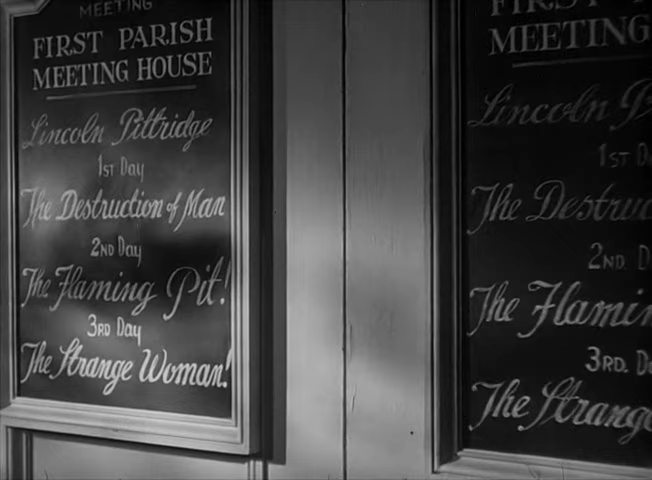 MEETING
FIRST PARISH
MEETING HOUSE
Lincoln Pittridge
1ST Day
The Destruction of Man
2ND Day
The Flaming Pit!
3RD Day
The Strange Woman!
FIRST
MEETING
Lincoln
1ST
The Destruc
2ND.
The Flamin
3RD.
The Strange